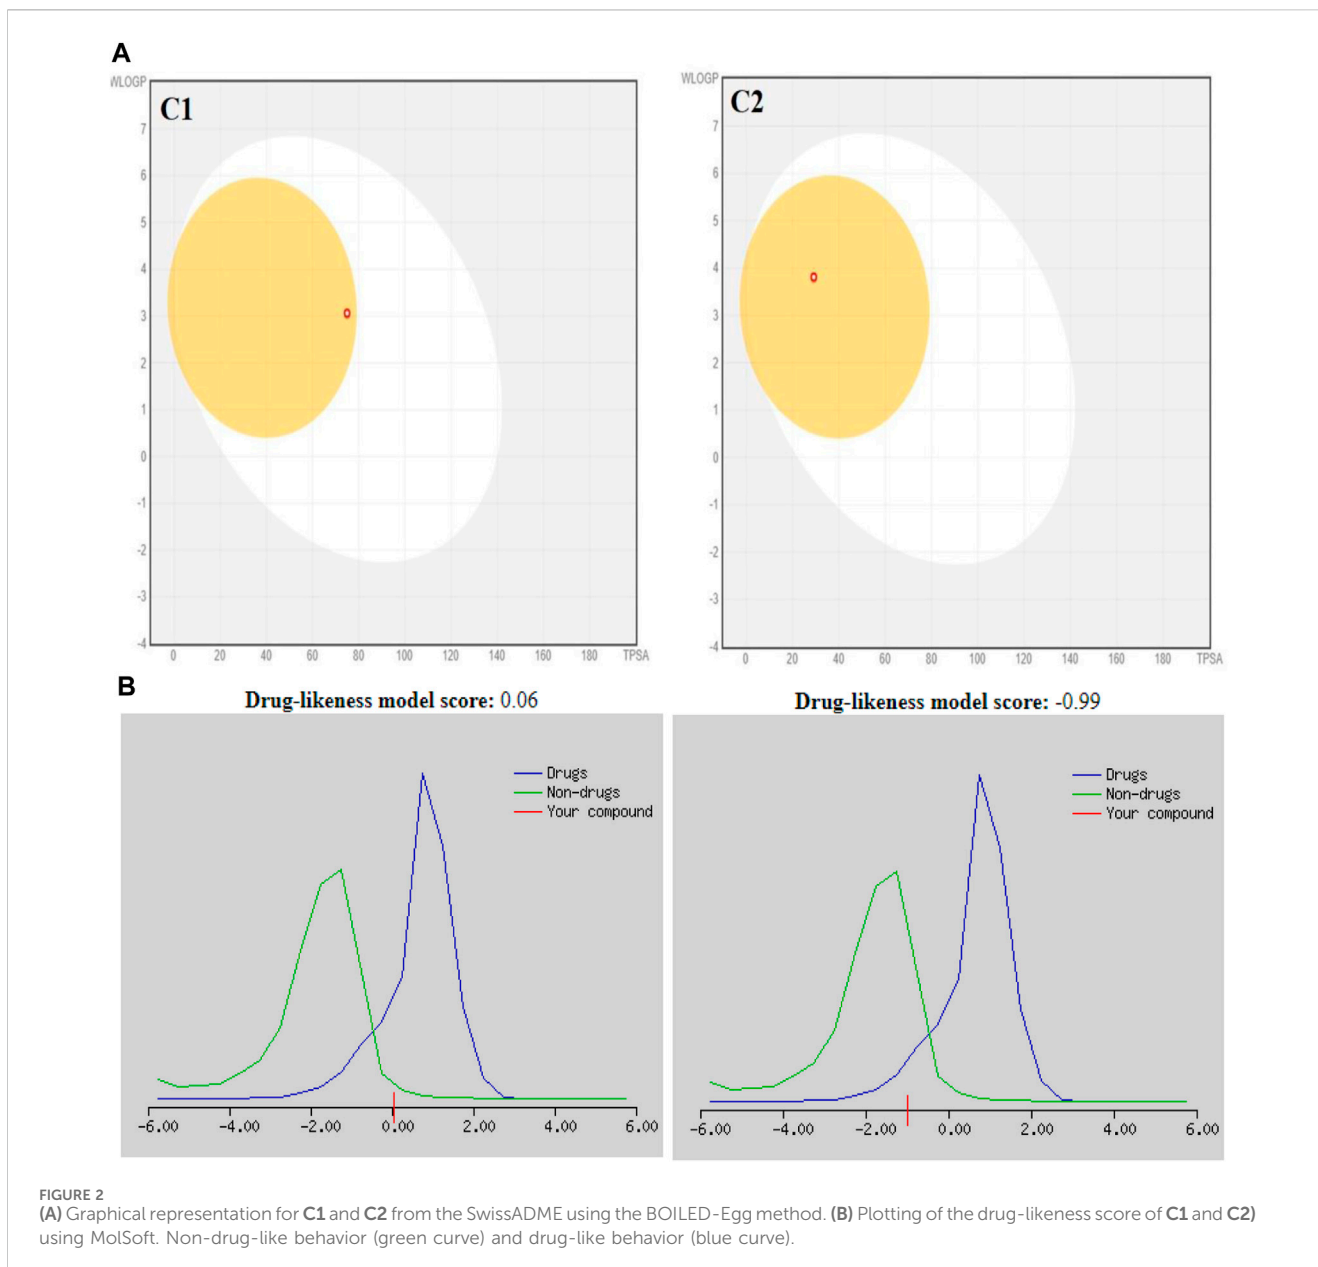 A
WLOGP
C1
7
6
5
4
3
2
1
0
-1
-2
-3
-4
0 20 40 60 80 100 120 140 160 180 TPSA
WLOGP
C2
7
6
5
4
3
2
1
0
-1
-2
-3
-4
0 20 40 60 80 100 120 140 160 180 TPSA
B
Drug-likeness model score: 0.06
Drugs
Non-drugs
Your compound
-6.00 -4.00 -2.00 0.00 2.00 4.00 6.00
Drug-likeness model score: -0.99
Drugs
Non-drugs
Your compound
-6.00 -4.00 -2.00 0.00 2.00 4.00 6.00
FIGURE 2
(A) Graphical representation for C1 and C2 from the SwissADME using the BOILED-Egg method. (B) Plotting of the drug-likeness score of C1 and C2)
using MolSoft. Non-drug-like behavior (green curve) and drug-like behavior (blue curve).